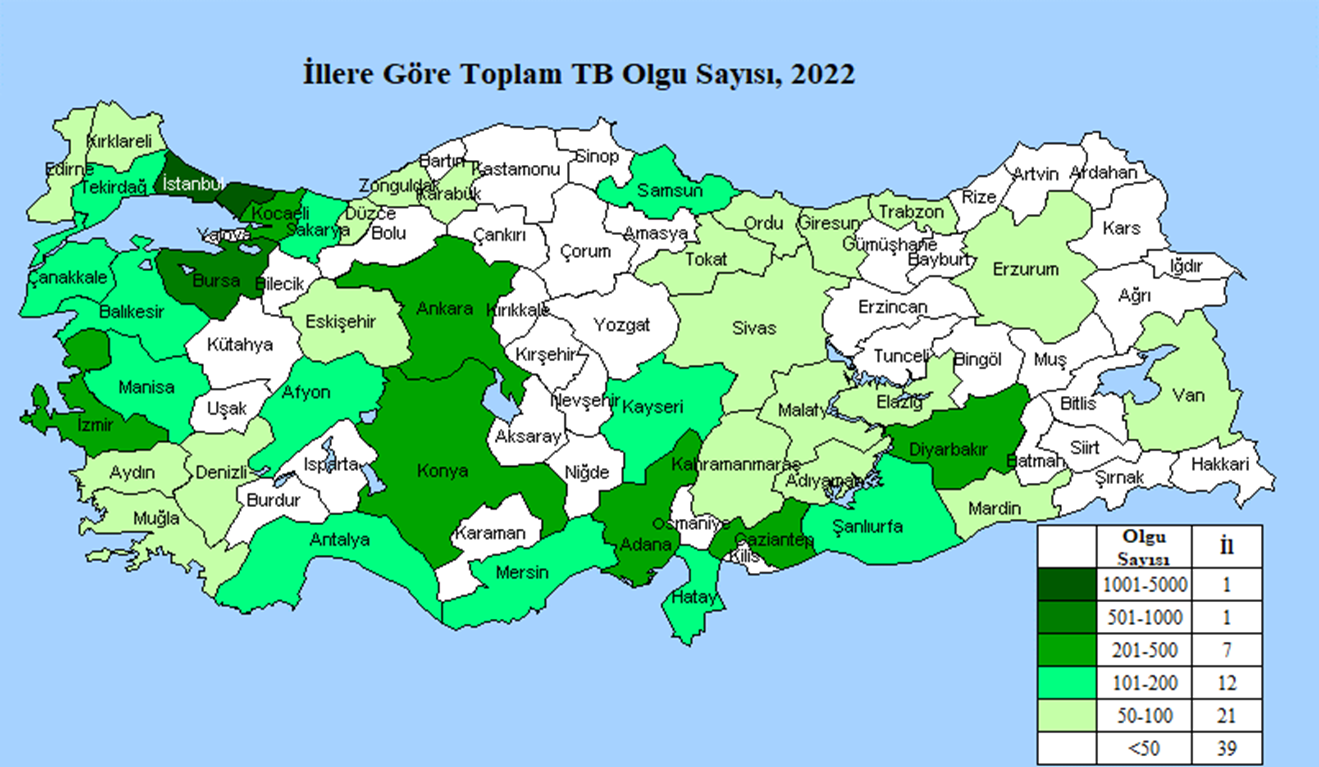 İllere Göre Toplam TB Olgu Sayısı, 2022
Kırklareli
Edirne
Tekirdağ
İstanbul
Kocaeli
Yalova
Sakarya
Düzce
Zonguldak
Bartın
Karabük
Kastamonu
Sinop
Samsun
Bolu
Çankırı
Çorum
Amasya
Tokat
Ordu
Giresun
Trabzon
Gümüşhane
Bayburt
Rize
Artvin
Ardahan
Kars
Iğdır
Ağrı
Erzurum
Erzincan
Çanakkale
Balıkesir
Bursa
Bilecik
Eskişehir
Ankara
Kırıkkale
Yozgat
Sivas
Kütahya
Kırşehir
Tunceli
Bingöl
Muş
Manisa
Uşak
Afyon
Nevşehir
Kayseri
Malatya
Elazığ
Bitlis
Van
İzmir
Aksaray
Diyarbakır
Batman
Siirt
Hakkari
Şırnak
Aydın
Denizli
Isparta
Burdur
Konya
Niğde
Kahramanmaraş
Adıyaman
Mardin
Muğla
Antalya
Karaman
Mersin
Adana
Osmaniye
Gaziantep
Kilis
Şanlıurfa
Hatay
Olgu Sayısı İl
1001-5000 1
501-1000 1
201-500 7
101-200 12
50-100 21
<50 39